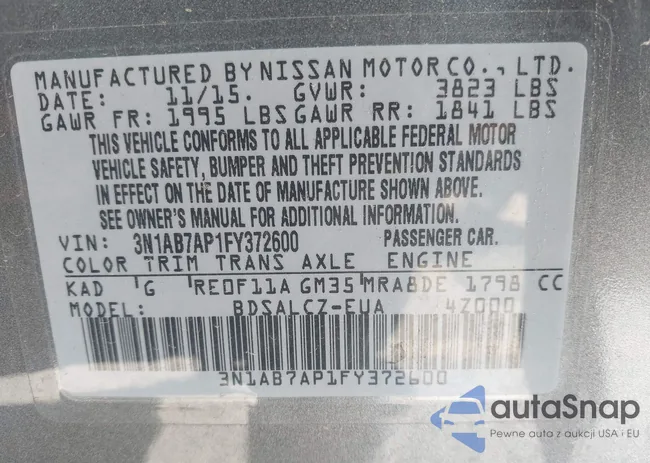 MANUFACTURED BY NISSAN MOTOR CO., LTD.
DATE: 11/15. GVWR: 3823 LBS
GAWR FR: 1995 LBS GAWR RR: 1841 LBS
THIS VEHICLE CONFORMS TO ALL APPLICABLE FEDERAL MOTOR
VEHICLE SAFETY, BUMPER AND THEFT PREVENTION STANDARDS
IN EFFECT ON THE DATE OF MANUFACTURE SHOWN ABOVE.
SEE OWNER'S MANUAL FOR ADDITIONAL INFORMATION
VIN: 3N1AB7AP1FY372600 PASSENGER CAR.
COLOR TRIM TRANS AXLE ENGINE
KAD G RE0F11A GM35 MRA8DE 1798 CC
MODEL: BDSALCZ-EUA 4Z000
3N1AB7AP1FY372600
autaSnap
Pewne auta z aukcji USA i EU